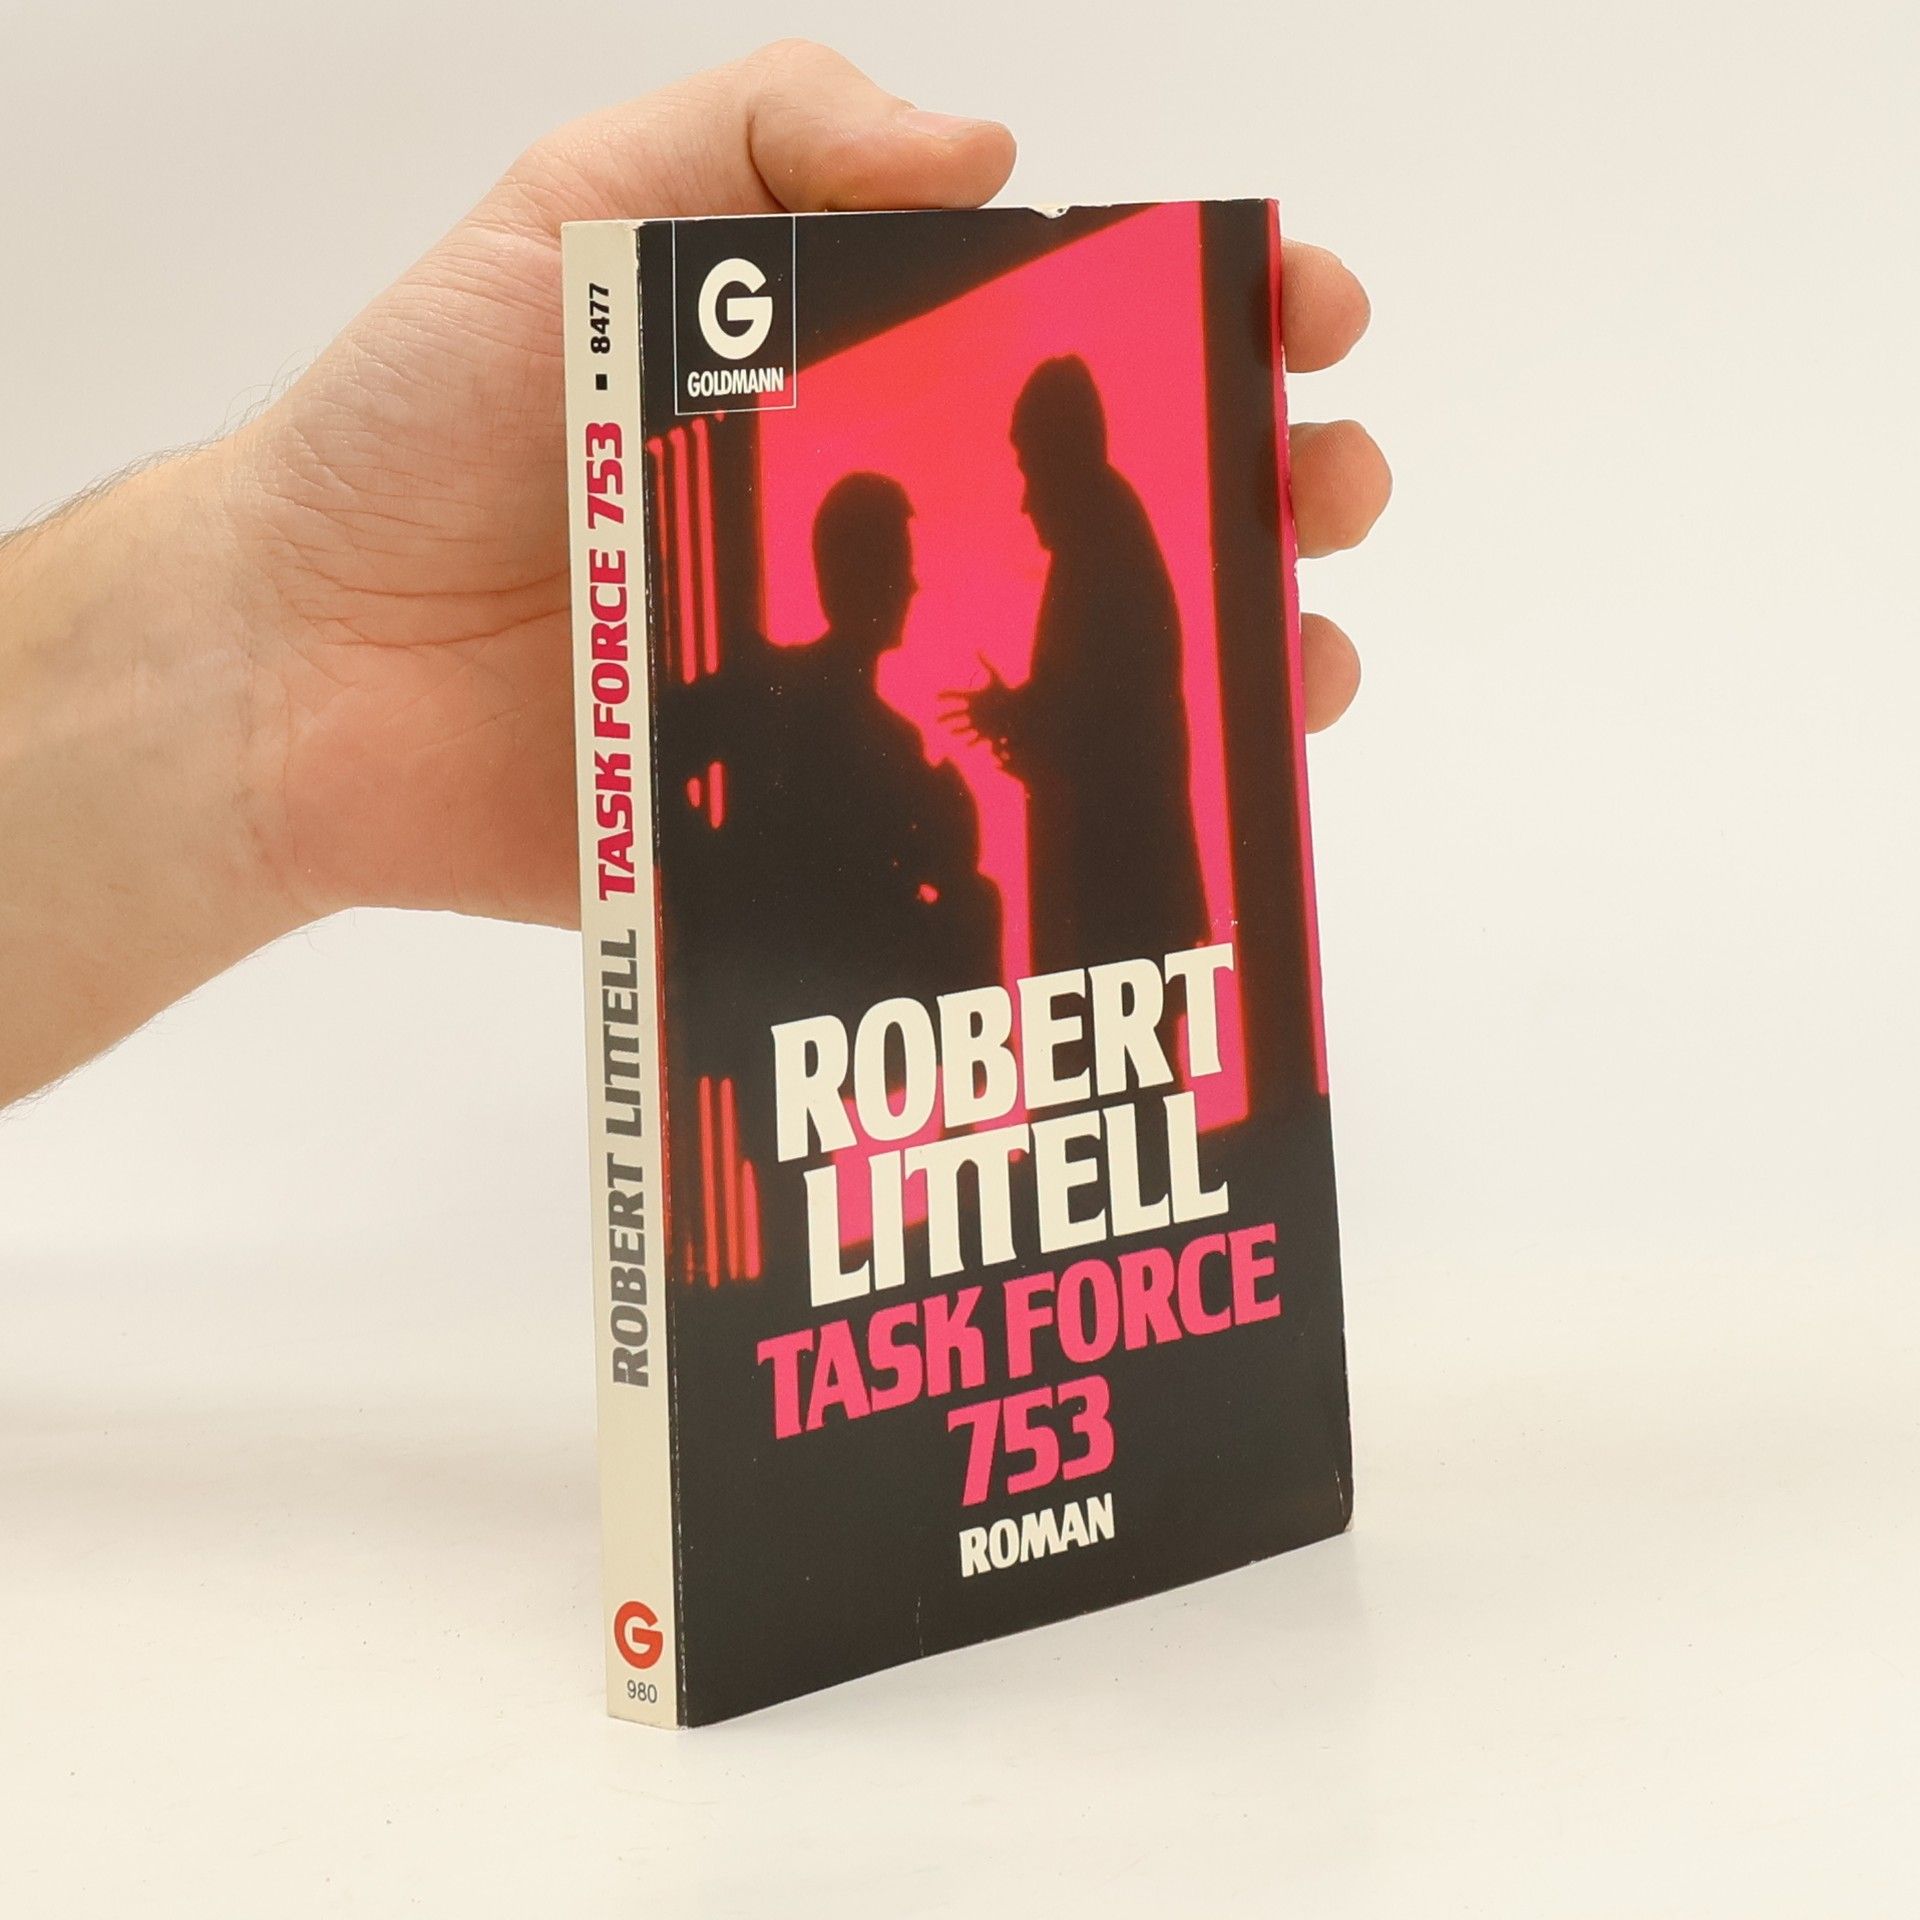 G
GOLDMANN
ROBERT
LITTELL
TASK FORCE
753
ROMAN
ROBERT LITTELL TASK FORCE 753 ▪ 8477
G
980